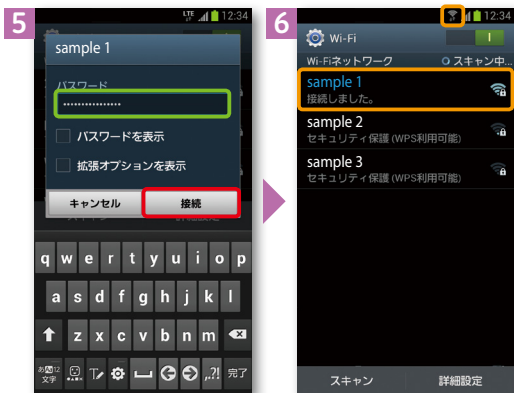 5
LTE 12:34
sample 1
パスワード
••••••••••••••••
パスワードを表示
拡張オプションを表示
キャンセル
接続
q w e r t y u i o p
a s d f g h j k l
z x c v b n m
文字
,.?!
完了
6
12:34
Wi-Fi
I
Wi-Fiネットワーク
スキャン中...
sample 1
接続しました。
sample 2
セキュリティ保護 (WPS利用可能)
sample 3
セキュリティ保護 (WPS利用可能)
スキャン
詳細設定